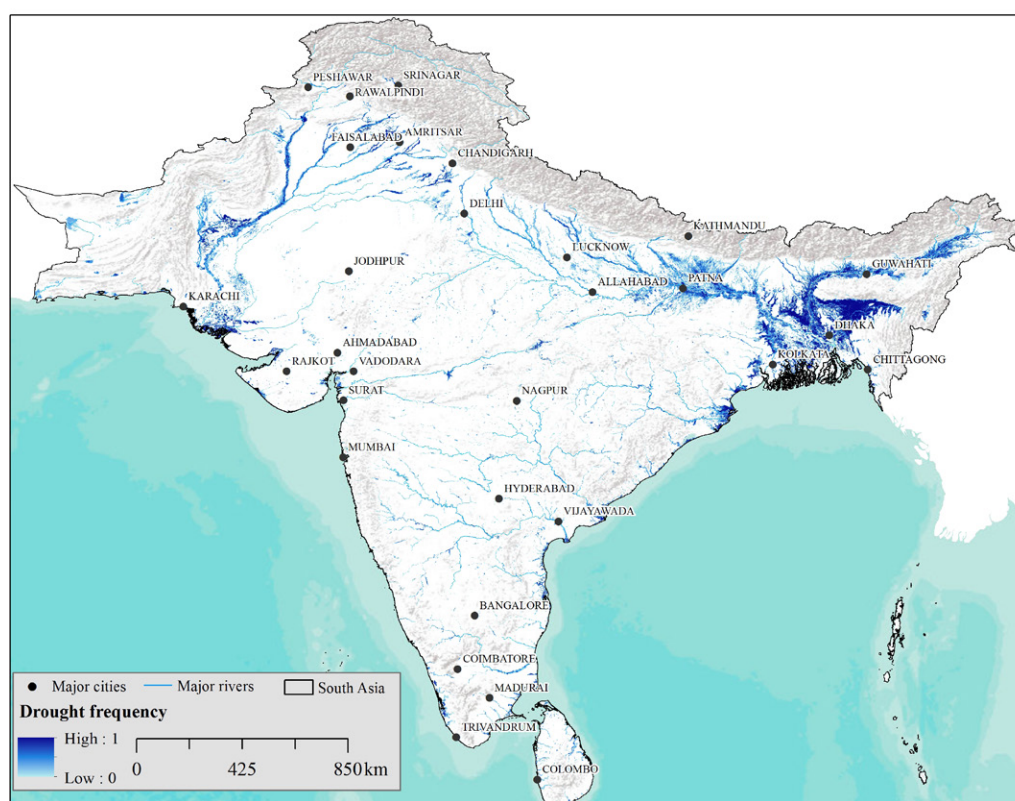 PESHAWAR
SRINAGAR
RAWALPINDI
FAISALABAD
AMRITSAR
CHANDIGARH
DELHI
KATHMANDU
LUCKNOW
GUWAHATI
JODHPUR
ALLAHABAD
PATNA
KARACHI
DHAKA
AHMADABAD
RAJKOT
VADODARA
KOLKATA
CHITTAGONG
SURAT
NAGPUR
MUMBAI
HYDERABAD
VIJAYAWADA
BANGALORE
COIMBATORE
MADURAI
TRIVANDRUM
COLOMBO
Major cities Major rivers South Asia
Drought frequency
High : 1
Low : 0
0 425 850 km